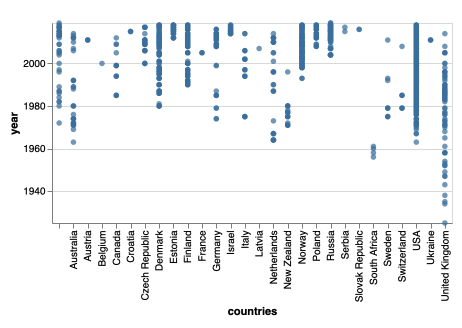 2000
1980
1960
1940
year
Australia
Austria
Belgium
Canada
Croatia
Czech Republic
Denmark
Estonia
Finland
France
Germany
Israel
Italy
Latvia
Netherlands
New Zealand
Norway
Poland
Russia
Serbia
Slovak Republic
South Africa
Sweden
Switzerland
USA
Ukraine
United Kingdom
countries